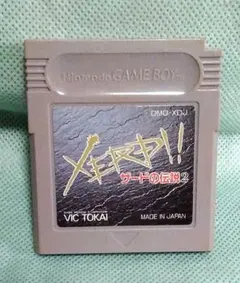 Nintendo GAME BOY
DMG-XDJ
XERD!!
ザードの伝説2
VIC TOKAI
MADE IN JAPAN